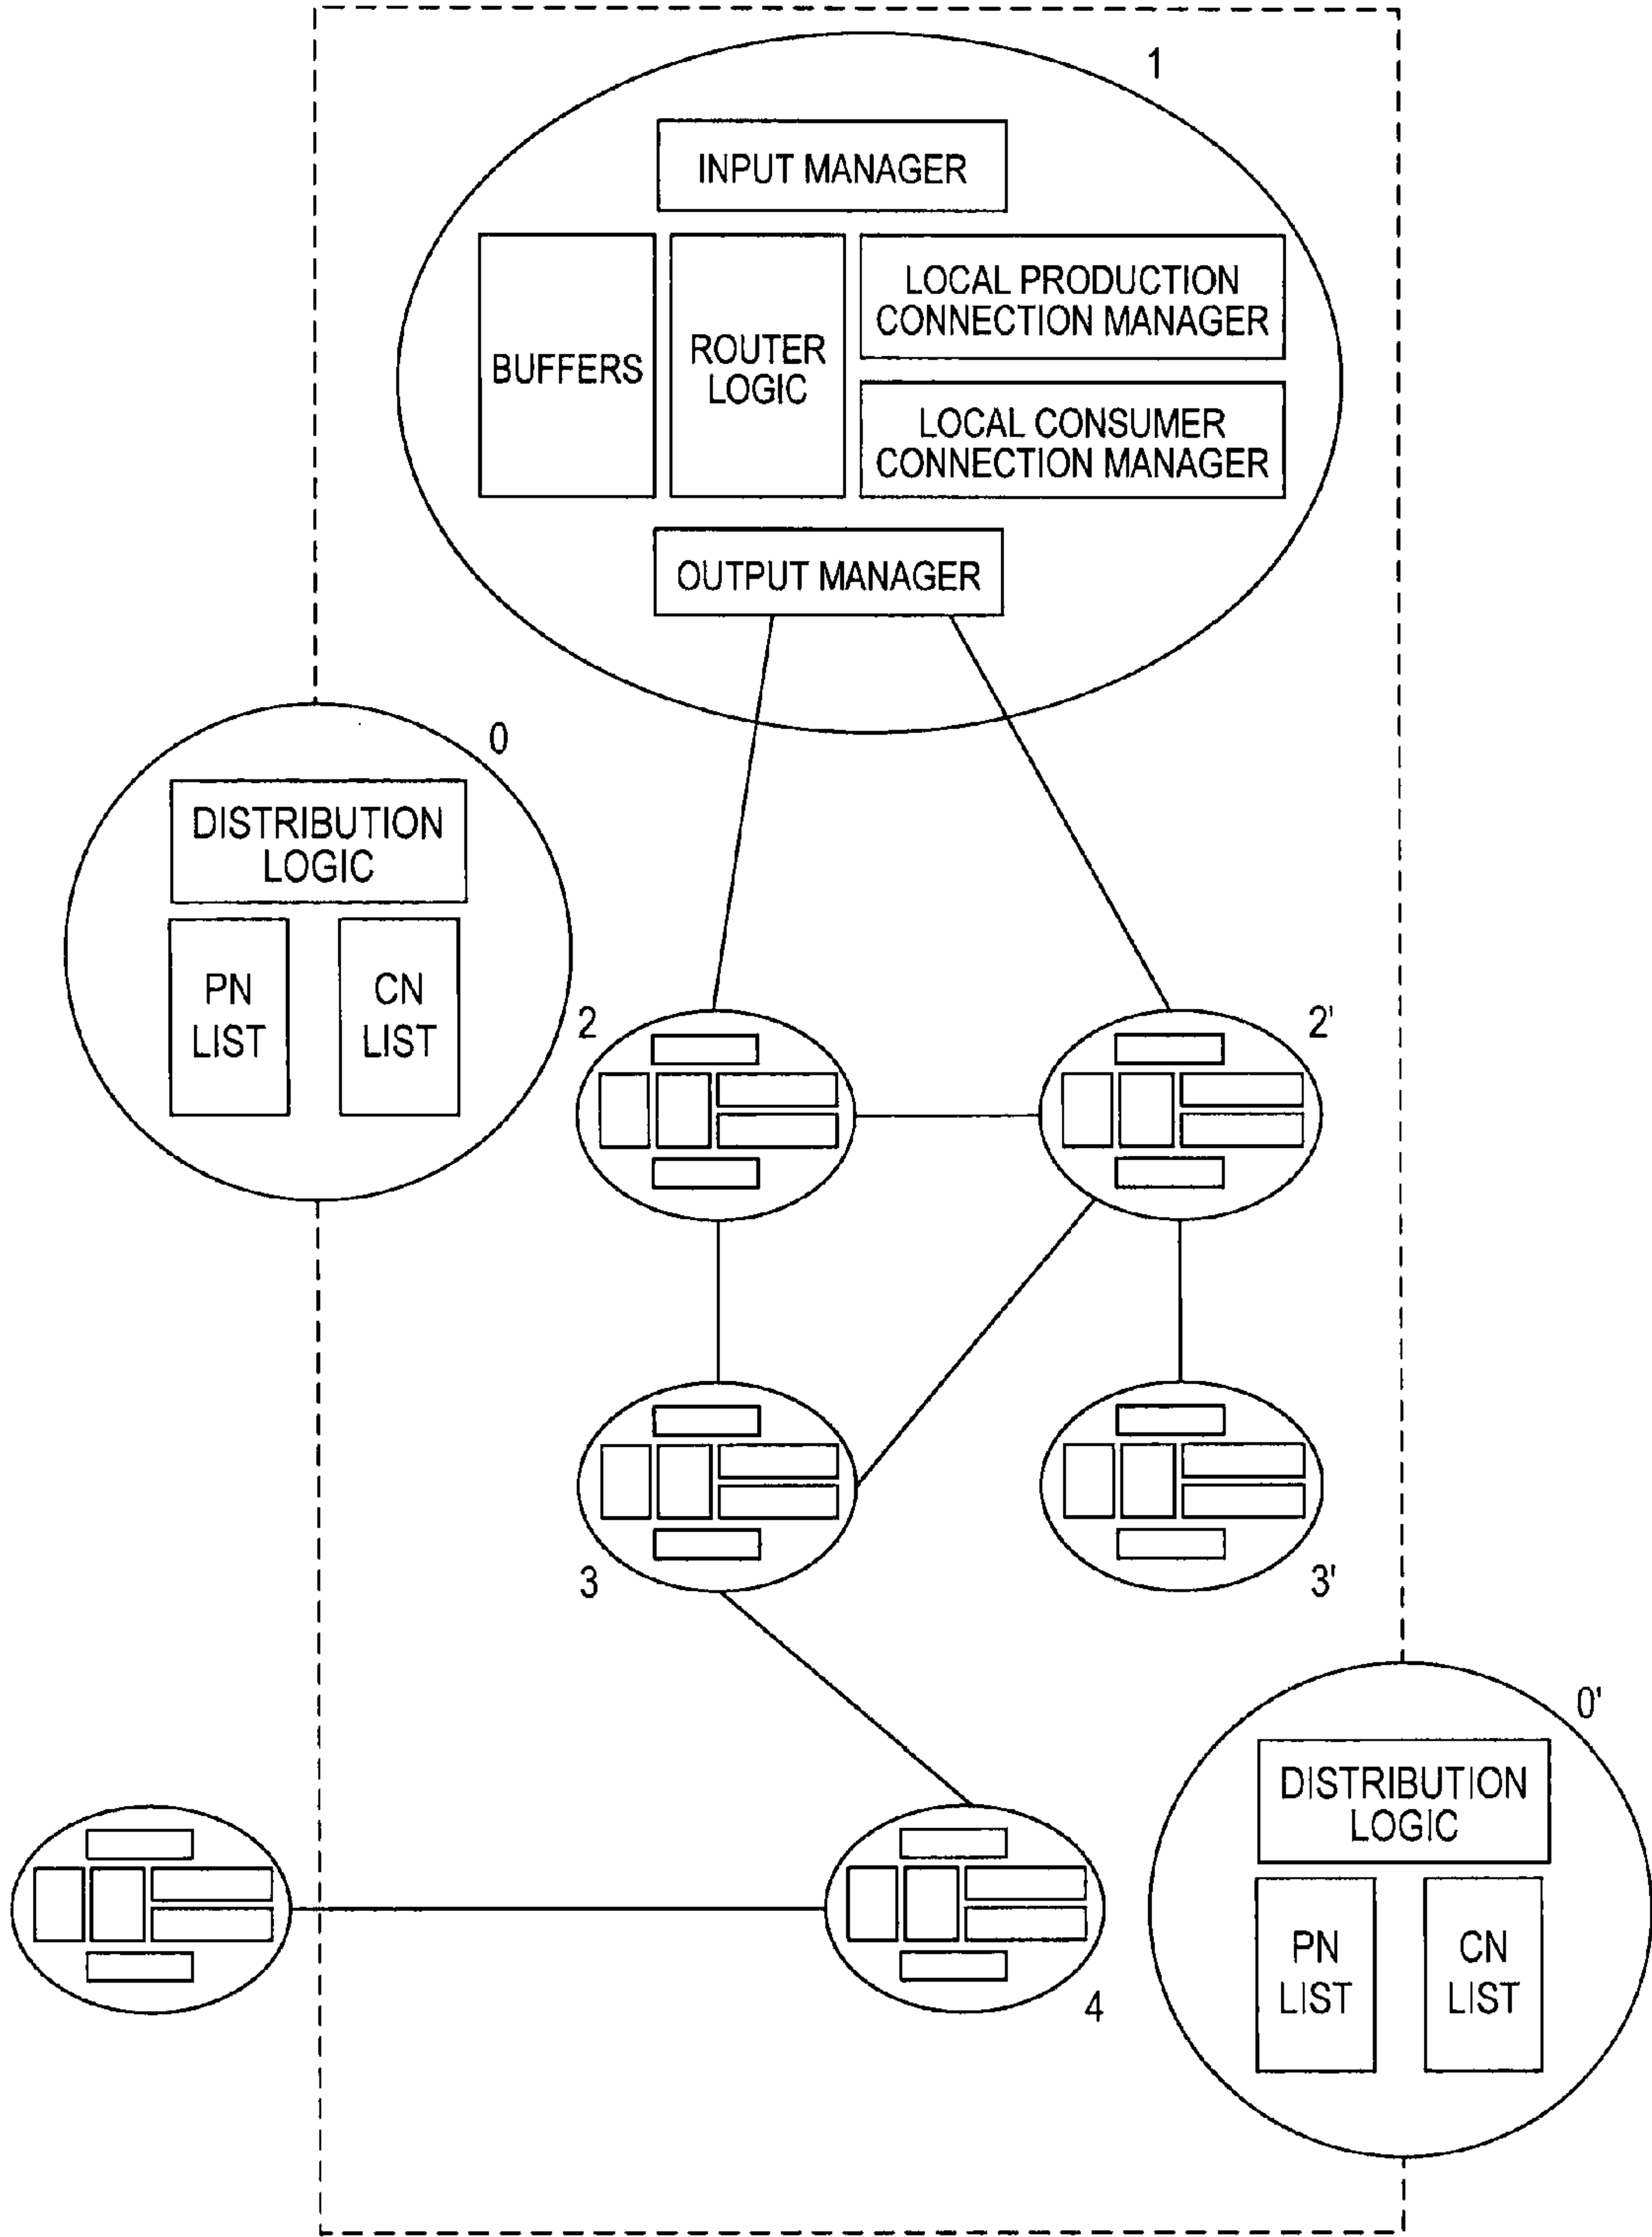 1
INPUT MANAGER
BUFFERS
ROUTER
LOGIC
LOCAL PRODUCTION
CONNECTION MANAGER
LOCAL CONSUMER
CONNECTION MANAGER
OUTPUT MANAGER
0
DISTRIBUTION
LOGIC
PN
LIST
CN
LIST
2
2'
3
3'
0'
DISTRIBUTION
LOGIC
PN
LIST
CN
LIST
4